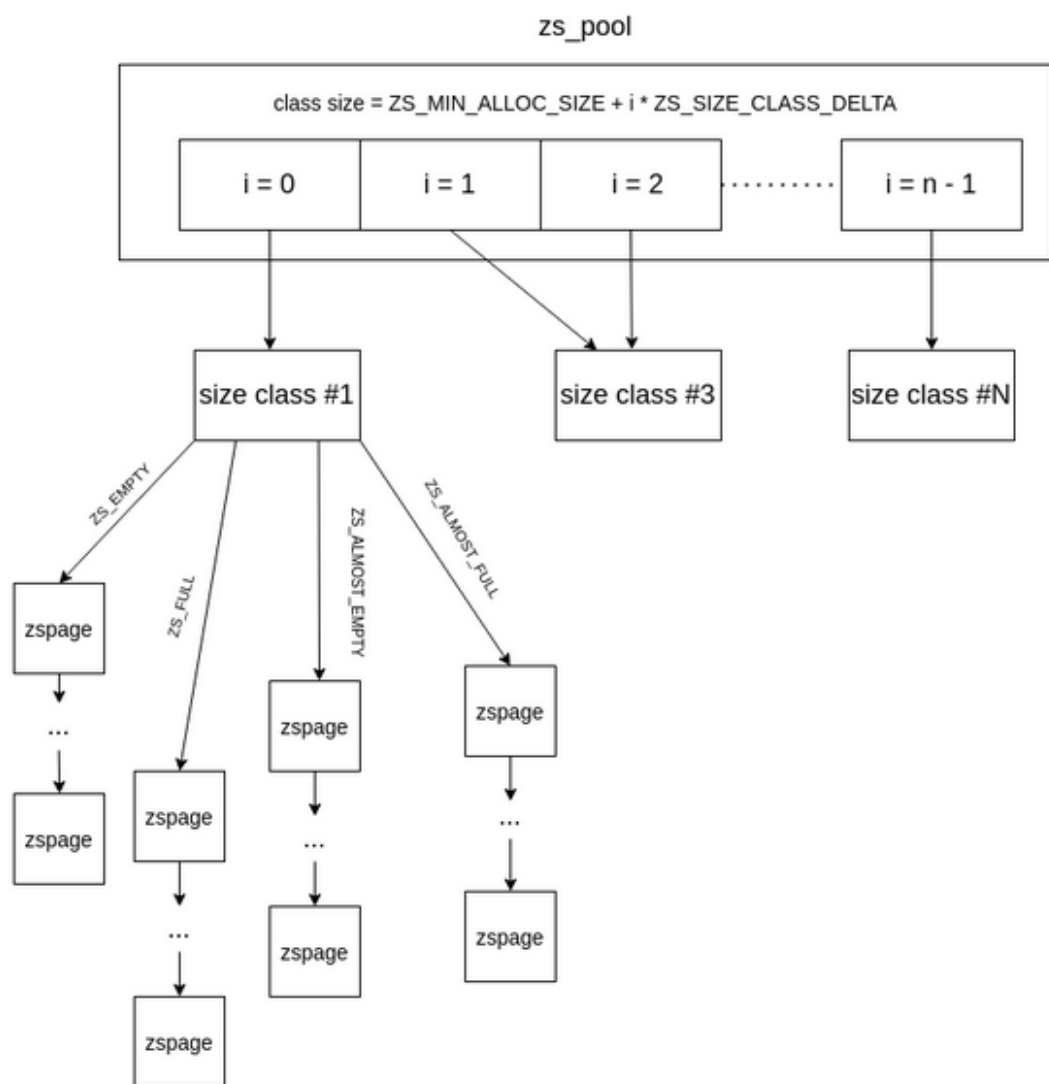 zs_pool
class size = ZS_MIN_ALLOC_SIZE + i * ZS_SIZE_CLASS_DELTA
i = 0
i = 1
i = 2
..........
i = n - 1
size class #1
size class #3
size class #N
ZS_EMPTY
ZS_FULL
ZS_ALMOST_EMPTY
ZS_ALMOST_FULL
zspage
...
zspage
zspage
...
zspage
zspage
...
zspage
zspage
...
zspage